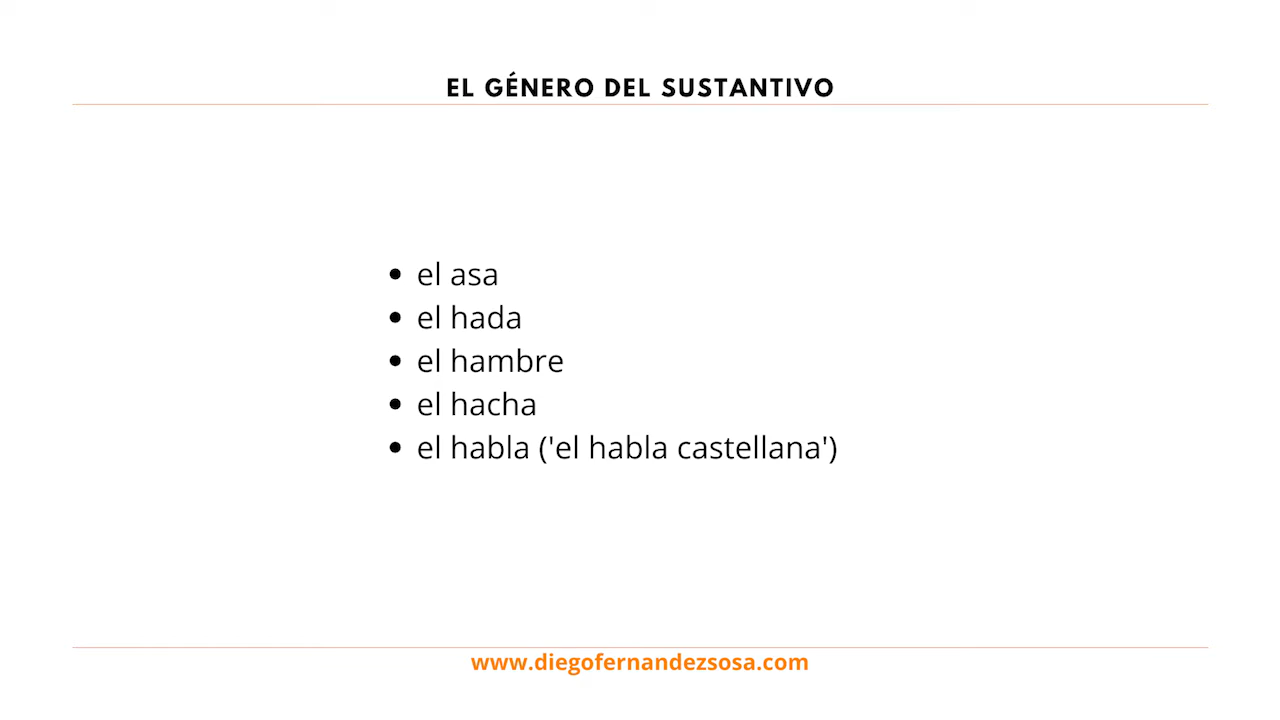 EL GÉNERO DEL SUSTANTIVO
• el asa
• el hada
• el hambre
• el hacha
• el habla ('el habla castellana')
www.diegofernandezsosa.com